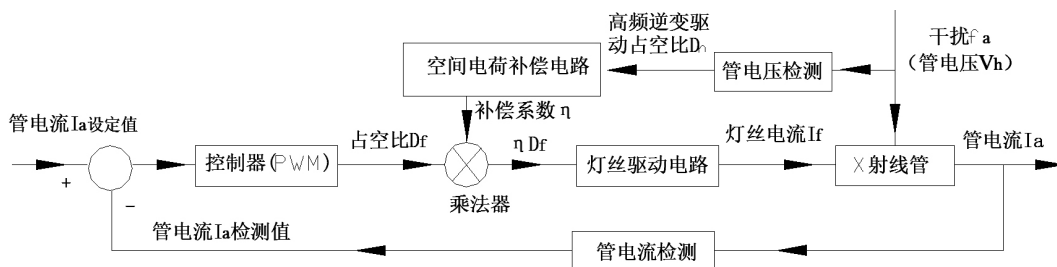 高频逆变驱
动占空比Dn
干扰fa
(管电压Vh)
空间电荷补偿电路
管电压检测
补偿系数η
管电流Ia设定值
占空比Df
ηDf
灯丝电流If
管电流Ia
控制器(PWM)
灯丝驱动电路
X射线管
+
−
乘法器
管电流Ia检测值
管电流检测